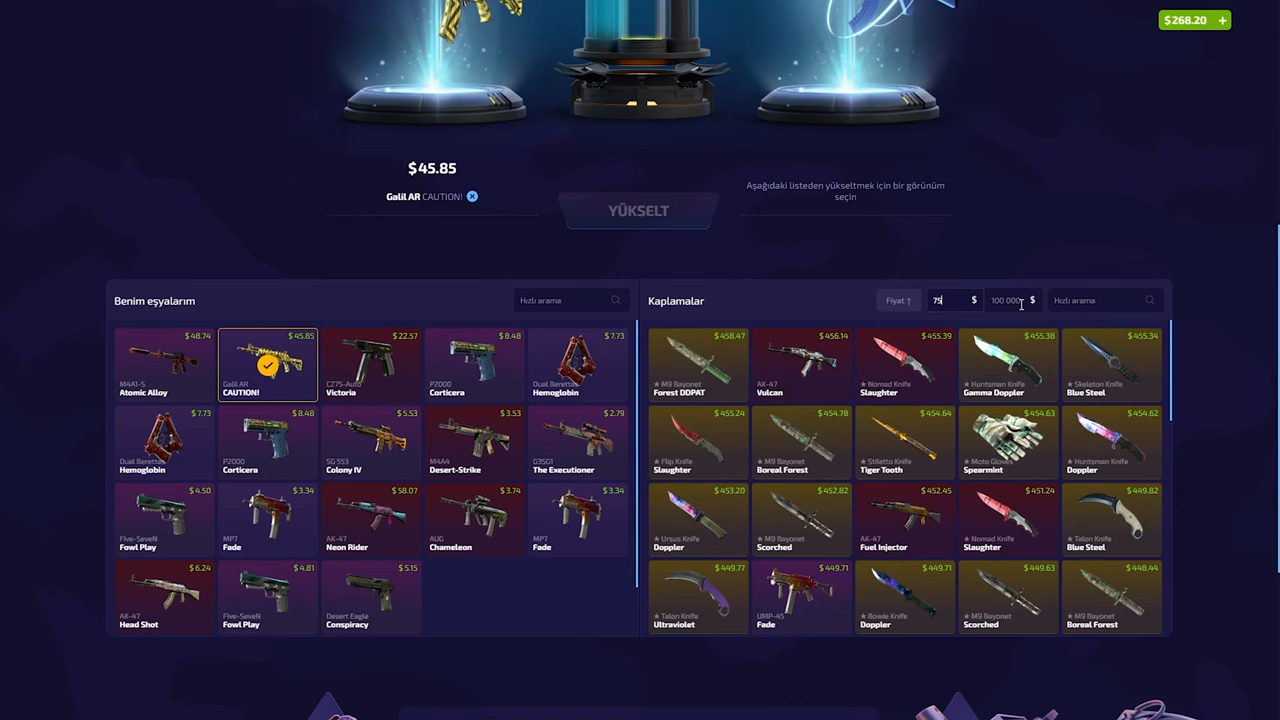 $268.20 +
$45.85
Galil AR CAUTION!
YÜKSELT
Aşağıdaki listeden yükseltmek için bir görünüm
seçin
Benim eşyalarım
Hızlı arama
Kaplamalar
Fiyat ↑
75 $
100 000 $
Hızlı arama
$48.74
M4A1-S
Atomic Alloy
$45.85
Galil AR
CAUTION!
$22.57
CZ75-Auto
Victoria
$8.48
P2000
Corticera
$7.73
Dual Berettas
Hemoglobin
$7.73
Dual Berettas
Hemoglobin
$8.48
P2000
Corticera
$5.53
SG 553
Colony IV
$3.53
M4A4
Desert-Strike
$2.79
G3SG1
The Executioner
$4.50
Five-SeveN
Fowl Play
$3.34
MP7
Fade
$58.07
AK-47
Neon Rider
$3.74
AUG
Chameleon
$3.34
MP7
Fade
$6.24
AK-47
Head Shot
$4.81
Five-SeveN
Fowl Play
$5.15
Desert Eagle
Conspiracy
$458.47
★ M9 Bayonet
Forest DDPAT
$456.14
AK-47
Vulcan
$455.39
★ Nomad Knife
Slaughter
$455.38
★ Huntsman Knife
Gamma Doppler
$455.34
★ Skeleton Knife
Blue Steel
$455.24
★ Flip Knife
Slaughter
$454.78
★ M9 Bayonet
Boreal Forest
$454.64
★ Stiletto Knife
Tiger Tooth
$454.63
★ Moto Gloves
Spearmint
$454.62
★ Huntsman Knife
Doppler
$453.20
★ Ursus Knife
Doppler
$452.82
★ M9 Bayonet
Scorched
$452.45
AK-47
Fuel Injector
$451.24
★ Nomad Knife
Slaughter
$449.82
★ Talon Knife
Blue Steel
$449.77
★ Talon Knife
Ultraviolet
$449.71
UMP-45
Fade
$449.71
★ Bowie Knife
Doppler
$449.63
★ M9 Bayonet
Scorched
$448.44
★ M9 Bayonet
Boreal Forest